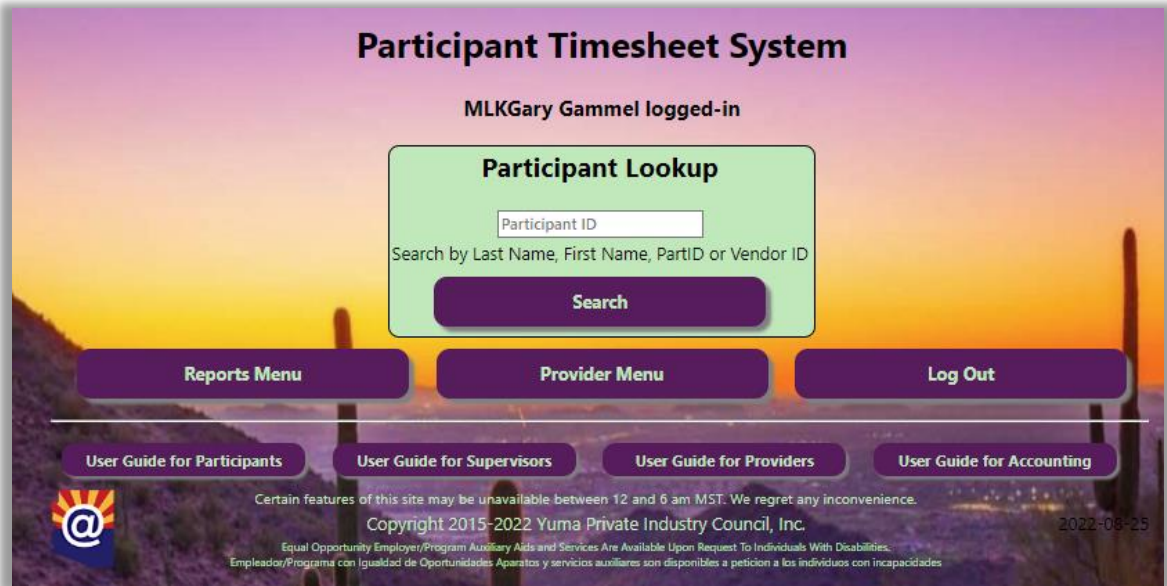 Participant Timesheet System
MLKGary Gammel logged-in
Participant Lookup
Participant ID
Search by Last Name, First Name, PartID or Vendor ID
Search
Reports Menu
Provider Menu
Log Out
User Guide for Participants
User Guide for Supervisors
User Guide for Providers
User Guide for Accounting
Certain features of this site may be unavailable between 12 and 6 am MST. We regret any inconvenience.
@
Copyright 2015-2022 Yuma Private Industry Council, Inc.
2022-08-25
Equal Opportunity Employer/Program Auxiliary Aids and Services Are Available Upon Request To Individuals With Disabilities.
Empleador/Programa con Igualdad de Oportunidades Aparatos y servicios auxiliares son disponibles a peticion a los individuos con incapacidades